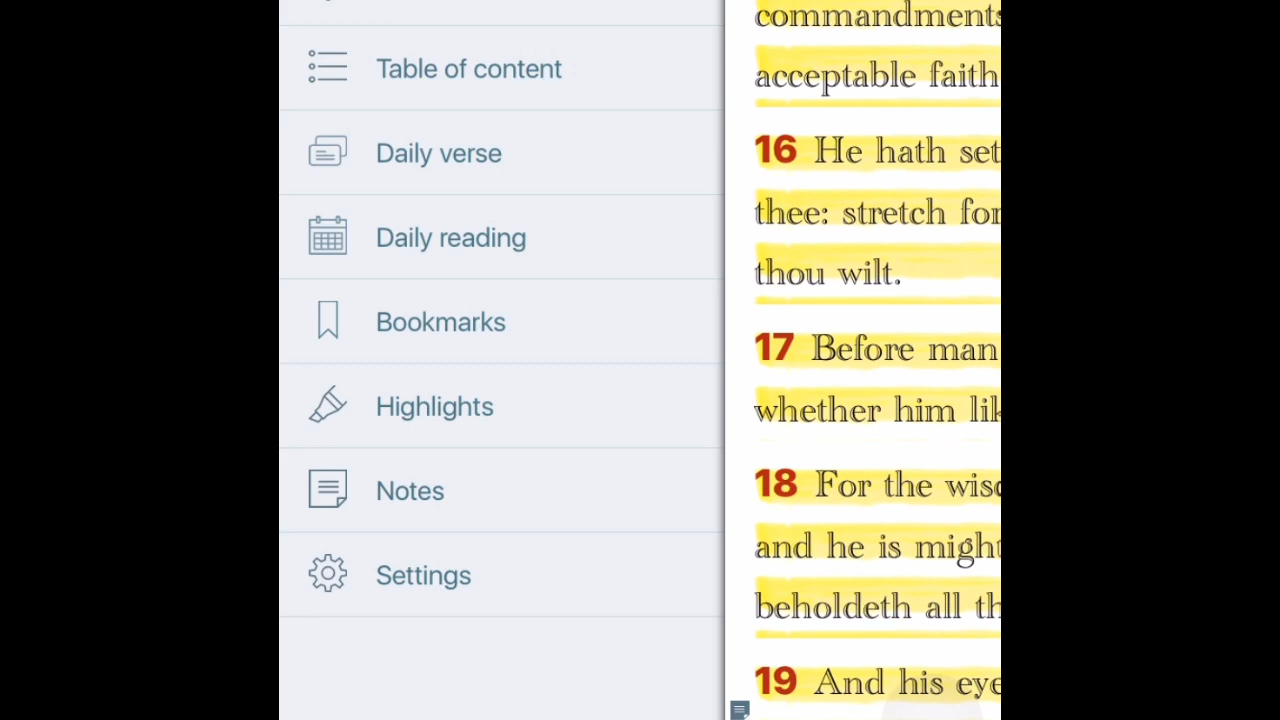 Table of content
Daily verse
Daily reading
Bookmarks
Highlights
Notes
Settings
commandments
acceptable faith
16 He hath set
thee: stretch for
thou wilt.
17 Before man
whether him lik
18 For the wisd
and he is might
beholdeth all th
19 And his eye